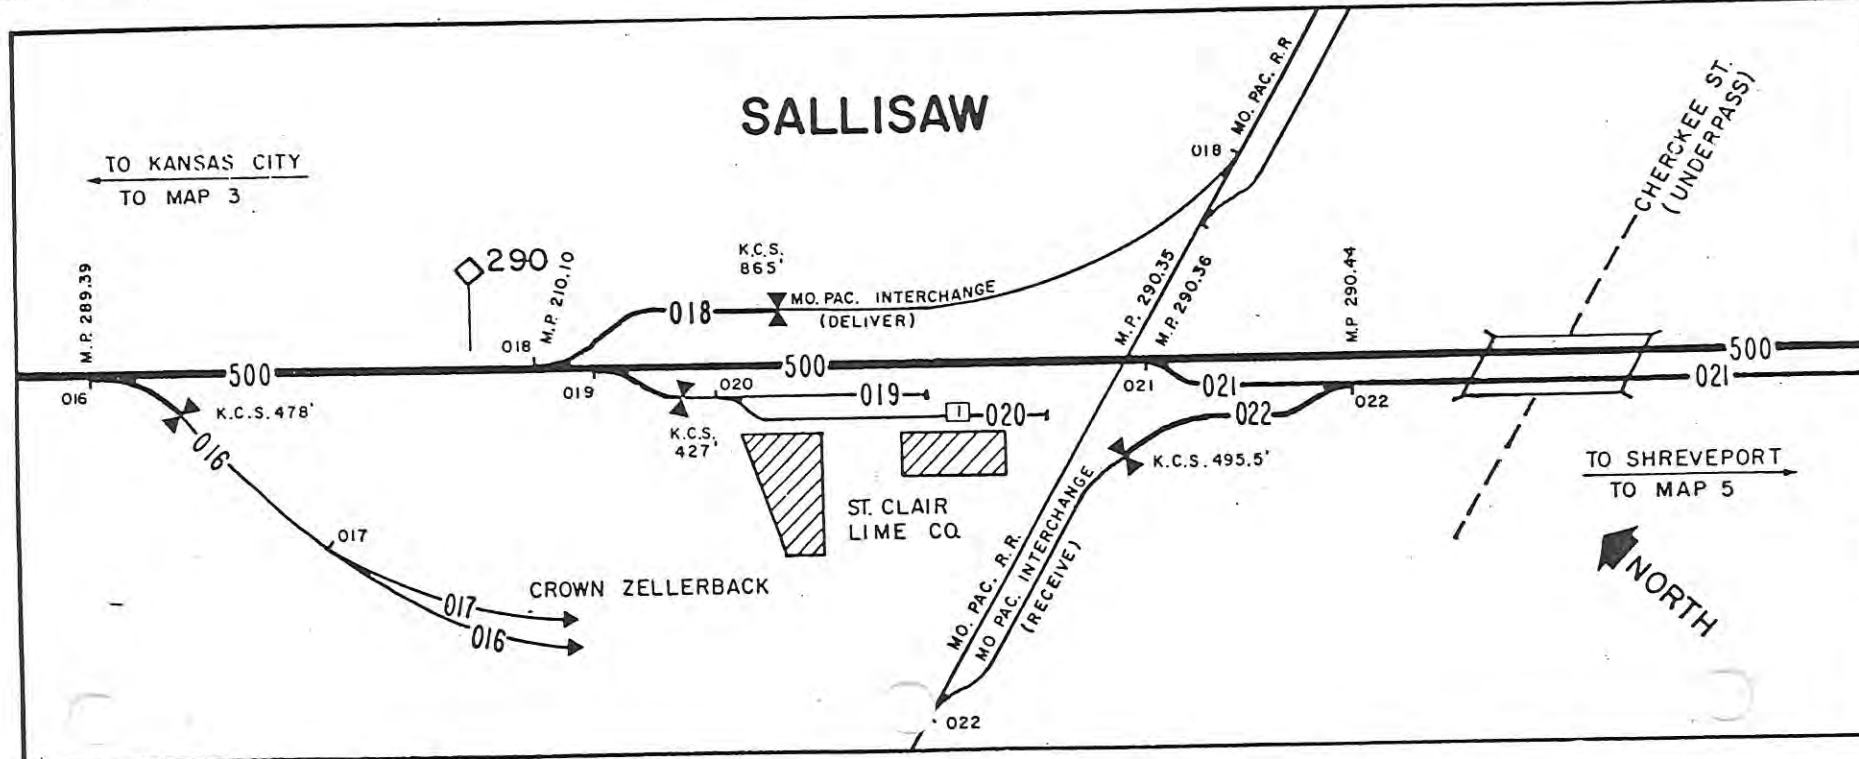 SALLISAW
TO KANSAS CITY
TO MAP 3
M.P. 289.39
290
M.P. 210.10
K.C.S.
865'
MO. PAC. INTERCHANGE
(DELIVER)
018
018
018
MO. PAC. R.R
M.P. 290.35
M.P. 290.36
M.P 290.44
CHERCKEE ST.
(UNDERPASS)
500
500
500
016
K.C.S. 478'
016
017
017
016
CROWN ZELLERBACK
019
020
019
K.C.S.
427'
1
020
ST. CLAIR
LIME CO.
021
021
021
022
022
K.C.S. 495.5'
MO. PAC. R.R.
MO PAC. INTERCHANGE
(RECEIVE)
022
TO SHREVEPORT
TO MAP 5
NORTH